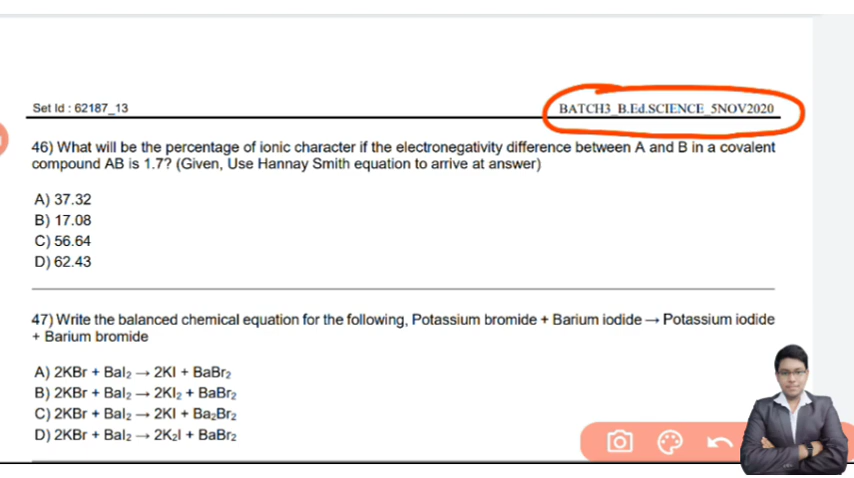 Set Id : 62187_13
BATCH3_B.Ed.SCIENCE_5NOV2020
46) What will be the percentage of ionic character if the electronegativity difference between A and B in a covalent
compound AB is 1.7? (Given, Use Hannay Smith equation to arrive at answer)
A) 37.32
B) 17.08
C) 56.64
D) 62.43
47) Write the balanced chemical equation for the following, Potassium bromide + Barium iodide → Potassium iodide
+ Barium bromide
A) 2KBr + BaI₂ → 2KI + BaBr₂
B) 2KBr + BaI₂ → 2KI₂ + BaBr₂
C) 2KBr + BaI₂ → 2KI + Ba₂Br₂
D) 2KBr + BaI₂ → 2K₂I + BaBr₂